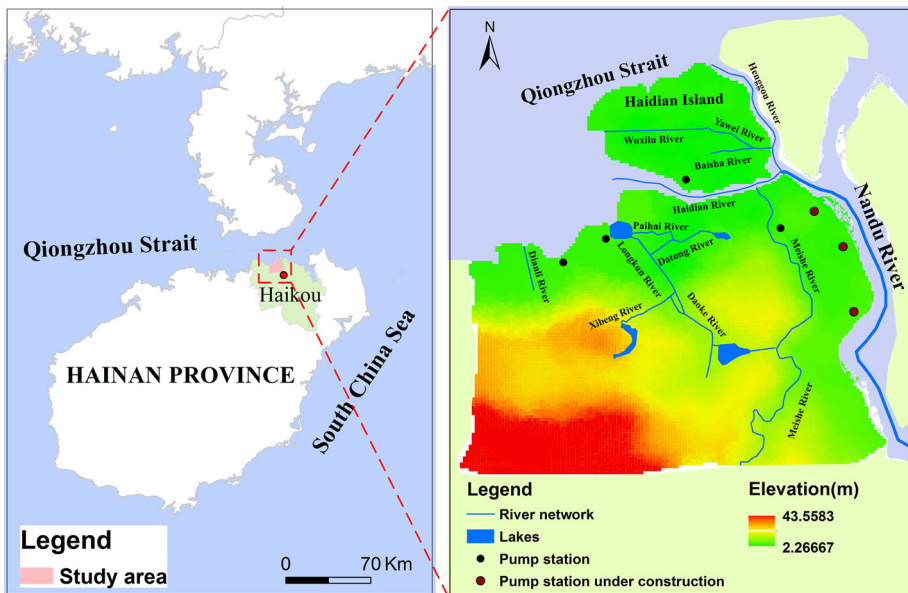 Qiongzhou Strait
Haikou
HAINAN PROVINCE
South China Sea
Legend
Study area
0 70 Km
N
Qiongzhou Strait
Haidian Island
Henggou River
Yawei River
Wuxilu River
Baisha River
Haidian River
Nandu River
Paihai River
Datong River
Longkun River
Meishe River
Dianli River
Daoke River
Xibeng River
Meishe River
Legend
River network
Lakes
Pump station
Pump station under construction
Elevation(m)
43.5583
2.26667